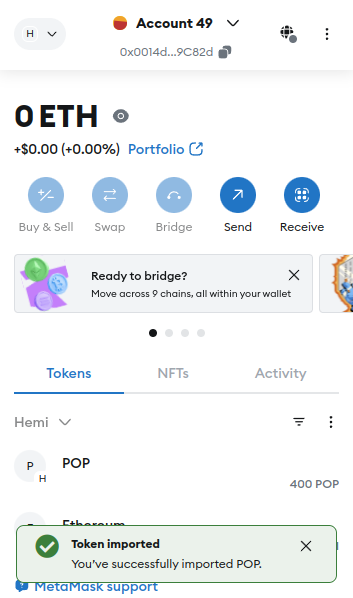 H
Account 49
0x0014d...9C82d
0 ETH
+$0.00 (+0.00%) Portfolio
Buy & Sell Swap Bridge Send Receive
Ready to bridge?
Move across 9 chains, all within your wallet
Tokens NFTs Activity
Hemi
P
H
POP
400 POP
Ethereum
Token imported
You've successfully imported POP.
MetaMask support